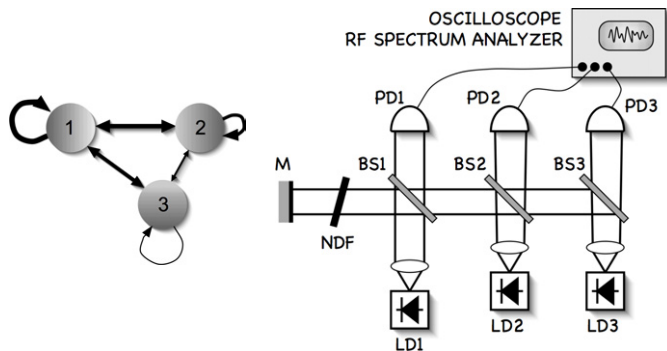 OSCILLOSCOPE
RF SPECTRUM ANALYZER
1
2
3
PD1
PD2
PD3
M
BS1
BS2
BS3
NDF
LD1
LD2
LD3